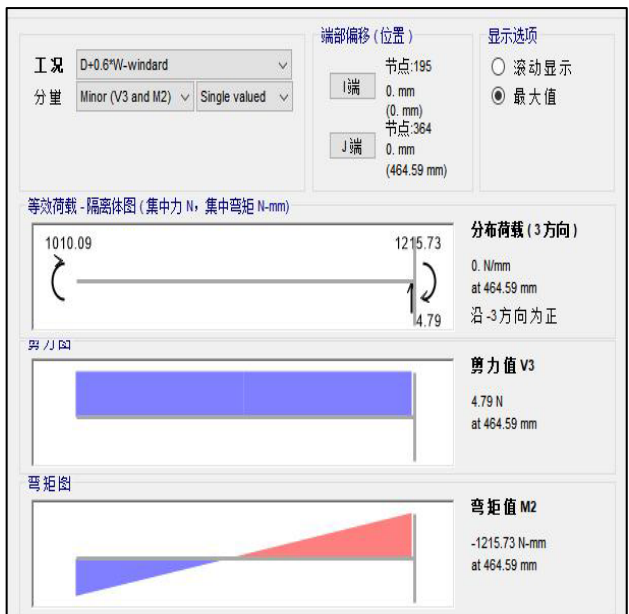 端部偏移(位置)
显示选项
工况 D+0.6*W-windard
节点:195
滚动显示
分量 Minor (V3 and M2) Single valued
I端 0. mm
最大值
(0. mm)
节点:364
J端 0. mm
(464.59 mm)
等效荷载 - 隔离体图(集中力 N,集中弯矩 N-mm)
1010.09
1215.73
4.79
分布荷载(3方向)
0. N/mm
at 464.59 mm
沿 -3方向为正
剪力图
剪力值 V3
4.79 N
at 464.59 mm
弯矩图
弯矩值 M2
-1215.73 N-mm
at 464.59 mm